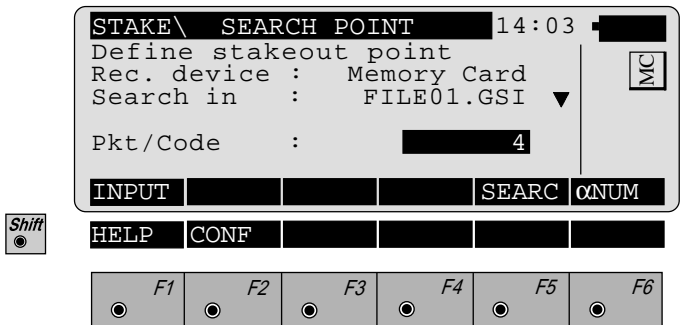 STAKE\ SEARCH POINT 14:03
Define stakeout point
Rec. device : Memory Card
MC
Search in : FILE01.GSI ▼
Pkt/Code : 4
INPUT SEARC αNUM
Shift
HELP CONF
F1 F2 F3 F4 F5 F6